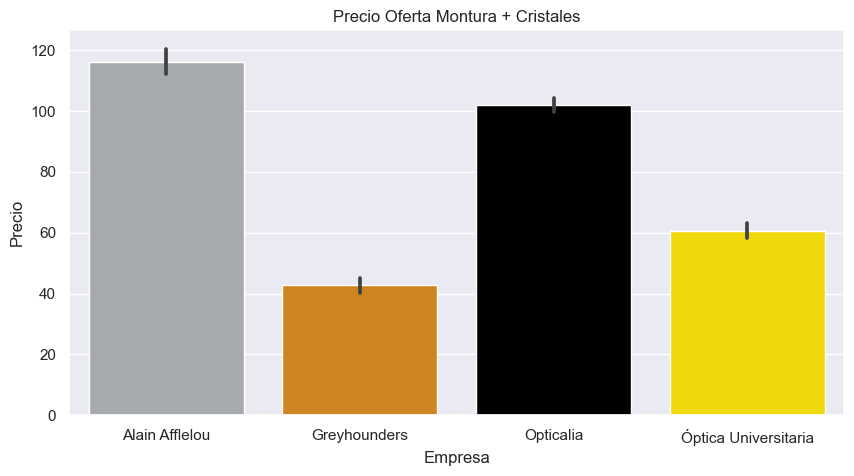 Precio Oferta Montura + Cristales
120
100
80
60
40
20
0
Precio
Alain Afflelou
Greyhounders
Opticalia
Óptica Universitaria
Empresa